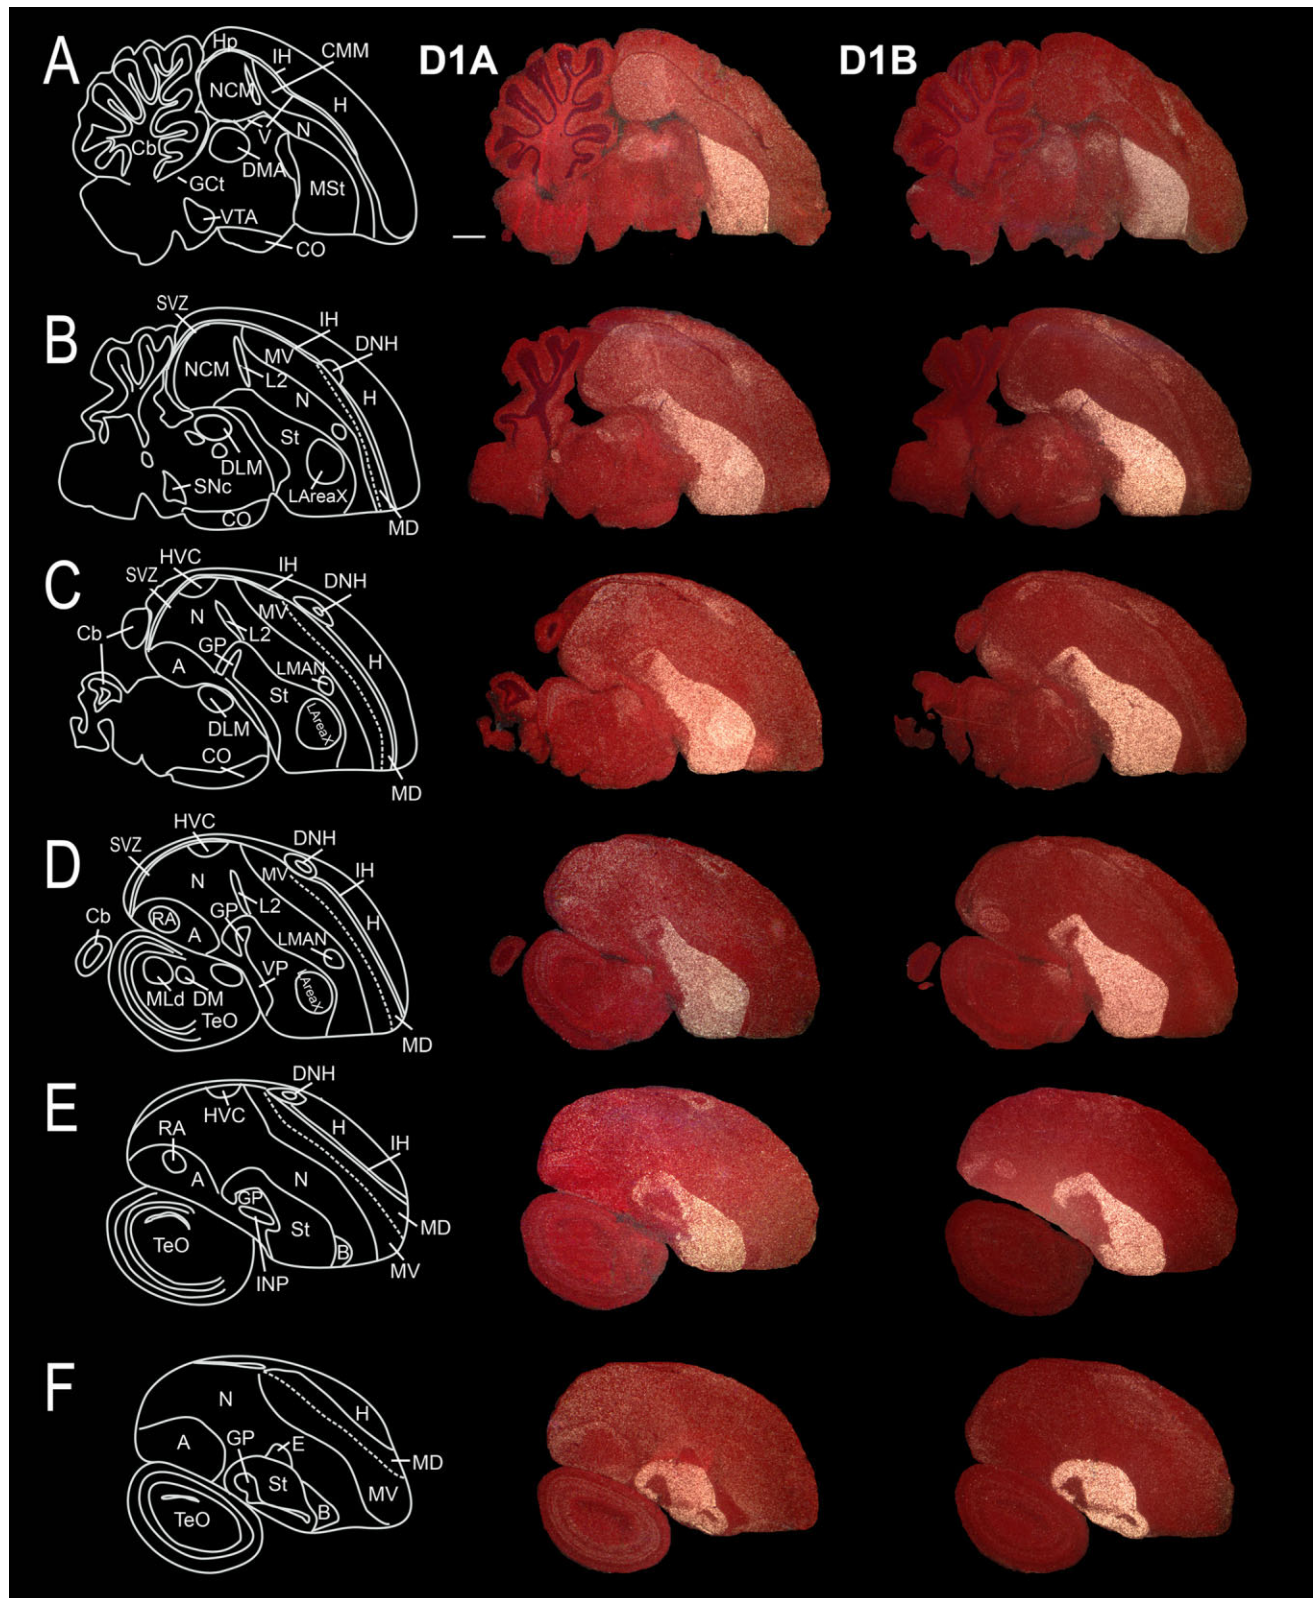 A
Hp
IH
CMM
D1A
D1B
NCM
H
V
N
Cb
DMA
MSt
GCt
VTA
CO
SVZ
B
IH
DNH
MV
NCM
L2
H
N
St
DLM
SNc
LAreaX
CO
MD
HVC
C
SVZ
IH
DNH
MV
N
Cb
L2
GP
A
LMAN
H
St
LAreaX
DLM
CO
MD
HVC
D
SVZ
DNH
MV
IH
N
Cb
GP
L2
H
RA
A
LMAN
VP
AreaX
MLd
DM
TeO
MD
DNH
E
HVC
H
RA
IH
N
A
GP
St
MD
TeO
B
INP
MV
F
N
H
GP
E
A
MD
St
MV
B
TeO